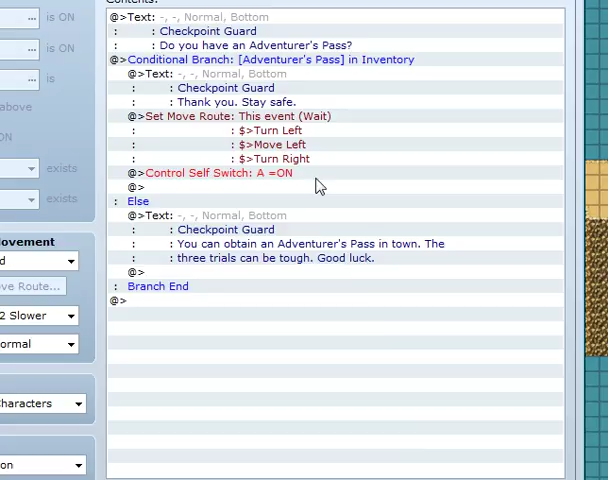 Contents:
@>Text: -, -, Normal, Bottom
:      : Checkpoint Guard
:      : Do you have an Adventurer's Pass?
@>Conditional Branch: [Adventurer's Pass] in Inventory
@>Text: -, -, Normal, Bottom
:      : Checkpoint Guard
:      : Thank you. Stay safe.
@>Set Move Route: This event (Wait)
:      : $>Turn Left
:      : $>Move Left
:      : $>Turn Right
@>Control Self Switch: A =ON
@>
: Else
@>Text: -, -, Normal, Bottom
:      : Checkpoint Guard
:      : You can obtain an Adventurer's Pass in town. The
:      : three trials can be tough. Good luck.
@>
: Branch End
@>
... is ON
... is ON
... is
above
ON
exists
exists
Movement
d
ve Route...
2 Slower
ormal
Characters
on